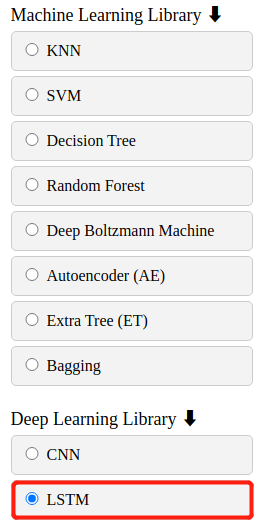 Machine Learning Library ⬇
KNN
SVM
Decision Tree
Random Forest
Deep Boltzmann Machine
Autoencoder (AE)
Extra Tree (ET)
Bagging
Deep Learning Library ⬇
CNN
LSTM